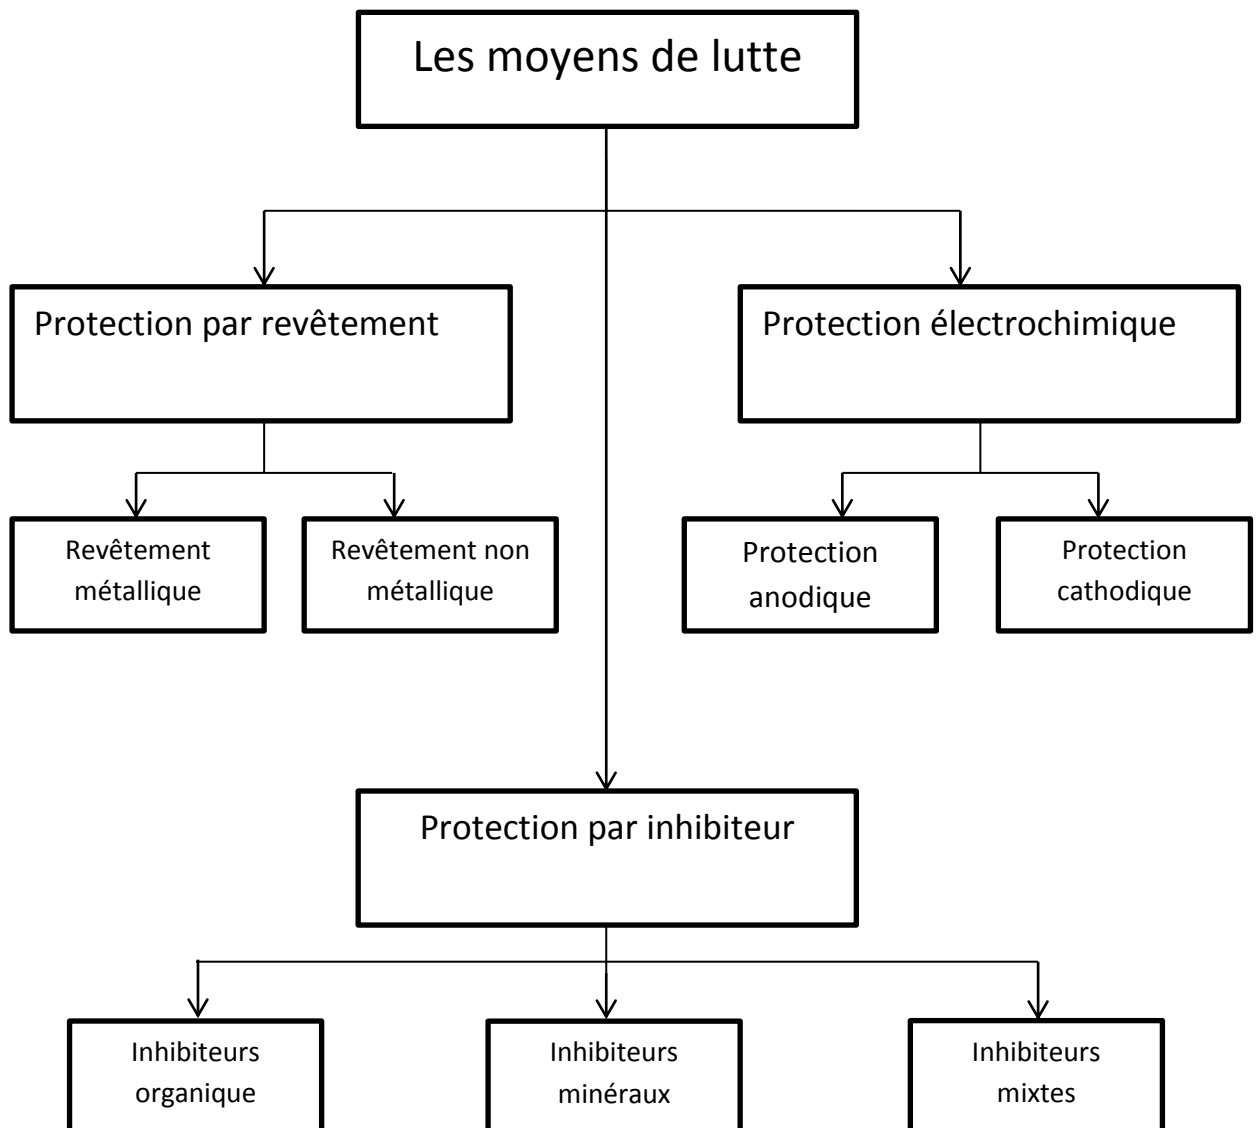 Les moyens de lutte
Protection par revêtement
Protection électrochimique
Revêtement
métallique
Revêtement non
métallique
Protection
anodique
Protection
cathodique
Protection par inhibiteur
Inhibiteurs
organique
Inhibiteurs
minéraux
Inhibiteurs
mixtes